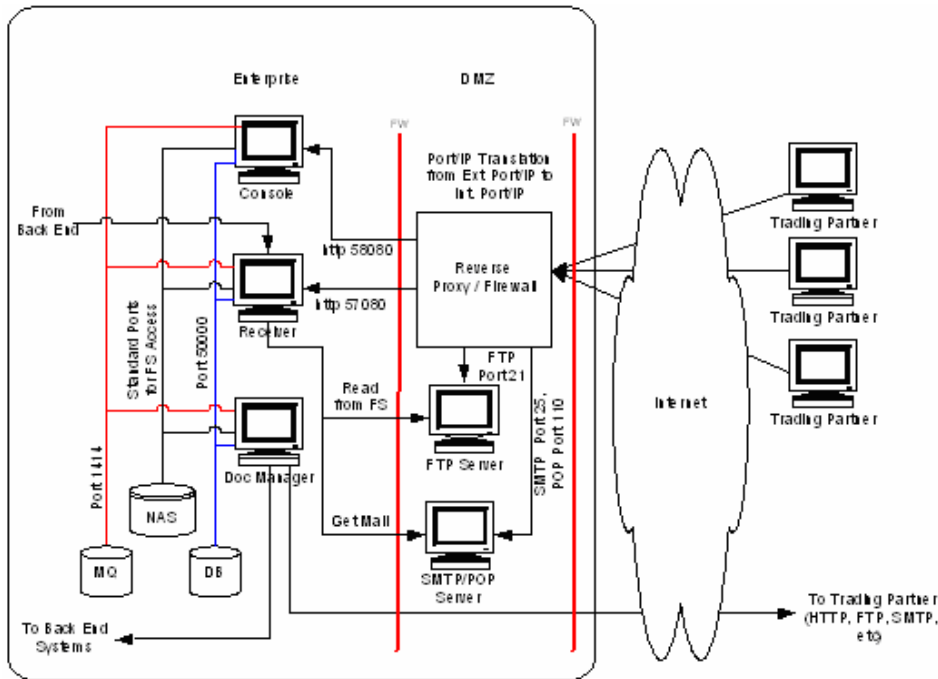 Enterprise
DMZ
FW
FW
Port/IP Translation
from Ext Port/IP to
Int. Port/IP
Console
Trading Partner
From
Back End
http 58080
Reverse
Proxy / Firewall
http 57080
Receiver
Trading Partner
Standard Ports
for FS Access
Port 50000
FTP
Port 21
Read
from FS
SMTP Port 25,
POP Port 110
Internet
Trading Partner
FTP Server
Doc Manager
Port 1414
NAS
Get Mail
MQ
DB
SMTP/POP
Server
To Back End
Systems
To Trading Partner
(HTTP, FTP, SMTP,
etc)